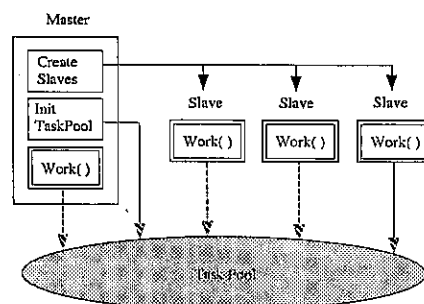 Master
Create
Slaves
Init
TaskPool
Work( )
Slave
Slave
Slave
Work( )
Work( )
Work( )
Task Pool